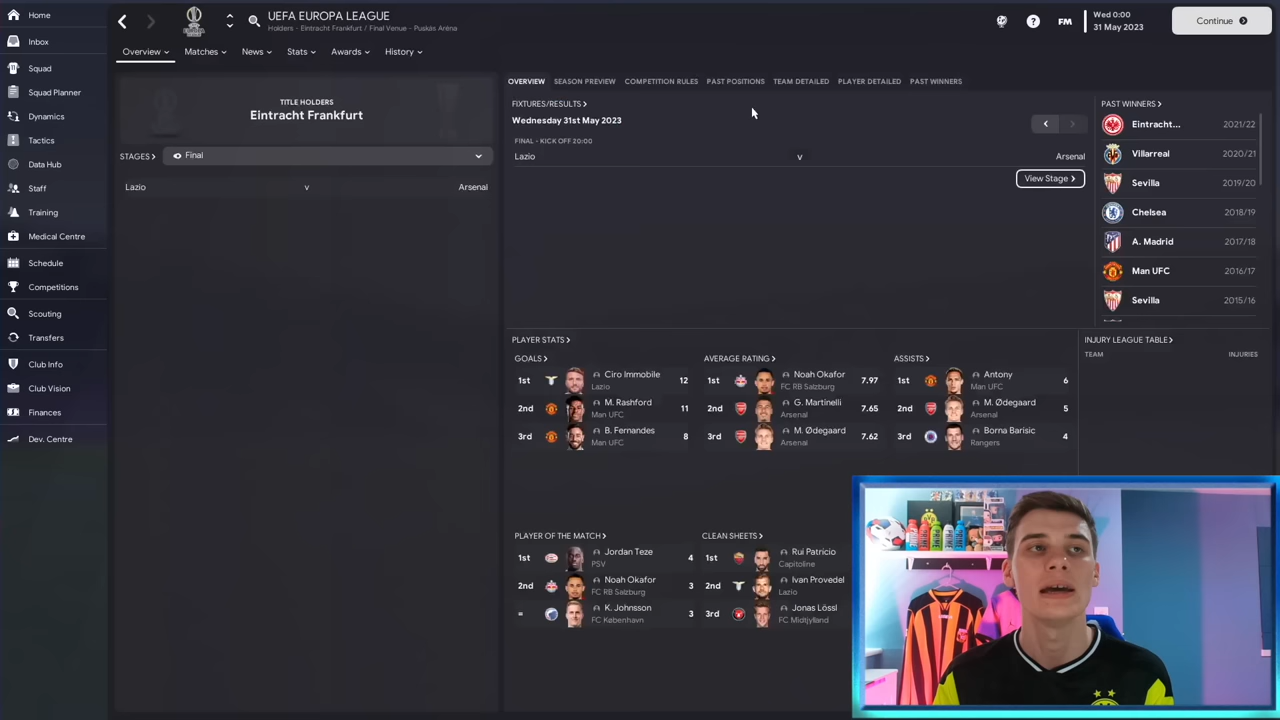 Home
Inbox
Squad
Squad Planner
Dynamics
Tactics
Data Hub
Staff
Training
Medical Centre
Schedule
Competitions
Scouting
Transfers
Club Info
Club Vision
Finances
Dev. Centre
UEFA EUROPA LEAGUE
Holders - Eintracht Frankfurt / Final Venue - Puskás Aréna
FM
Wed 0:00
31 May 2023
Continue
Overview Matches News Stats Awards History
TITLE HOLDERS
Eintracht Frankfurt
STAGES Final
Lazio v Arsenal
OVERVIEW SEASON PREVIEW COMPETITION RULES PAST POSITIONS TEAM DETAILED PLAYER DETAILED PAST WINNERS
FIXTURES/RESULTS
Wednesday 31st May 2023
FINAL - KICK OFF 20:00
Lazio v Arsenal
View Stage
PAST WINNERS
Eintracht... 2021/22
Villarreal 2020/21
Sevilla 2019/20
Chelsea 2018/19
A. Madrid 2017/18
Man UFC 2016/17
Sevilla 2015/16
PLAYER STATS
GOALS
1st Ciro Immobile 12
Lazio
2nd M. Rashford 11
Man UFC
3rd B. Fernandes 8
Man UFC
AVERAGE RATING
1st Noah Okafor 7.97
FC RB Salzburg
2nd G. Martinelli 7.65
Arsenal
3rd M. Ødegaard 7.62
Arsenal
ASSISTS
1st Antony 6
Man UFC
2nd M. Ødegaard 5
Arsenal
3rd Borna Barisic 4
Rangers
INJURY LEAGUE TABLE
TEAM INJURIES
PLAYER OF THE MATCH
1st Jordan Teze 4
PSV
2nd Noah Okafor 3
FC RB Salzburg
= K. Johnsson 3
FC København
CLEAN SHEETS
1st Rui Patrício
Capitoline
2nd Ivan Provedel
Lazio
3rd Jonas Lössl
FC Midtjylland